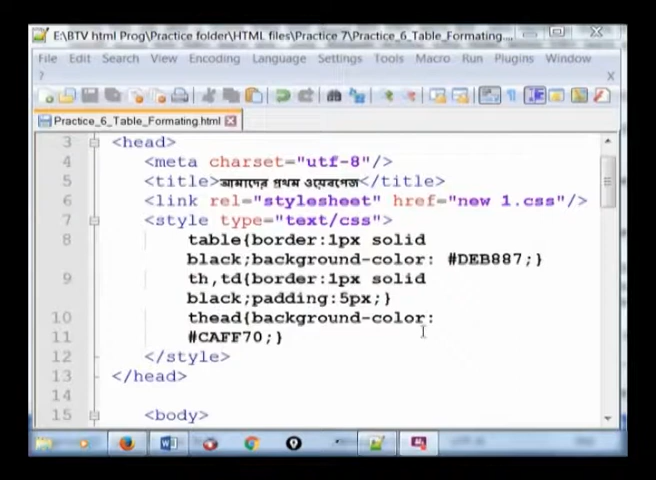 E:\BTV html Prog\Practice folder\HTML files\Practice 7\Practice_6_Table_Formating....
File Edit Search View Encoding Language Settings Tools Macro Run Plugins Window
? X
Practice_6_Table_Formating.html
3 <head>
4 <meta charset="utf-8"/>
5 <title>আমাদের প্রথম ওয়েবপেজ</title>
6 <link rel="stylesheet" href="new 1.css"/>
7 <style type="text/css">
8 table{border:1px solid
black;background-color: #DEB887;}
9 th,td{border:1px solid
black;padding:5px;}
10 thead{background-color:
11 #CAFF70;}
12 </style>
13 </head>
14
15 <body>